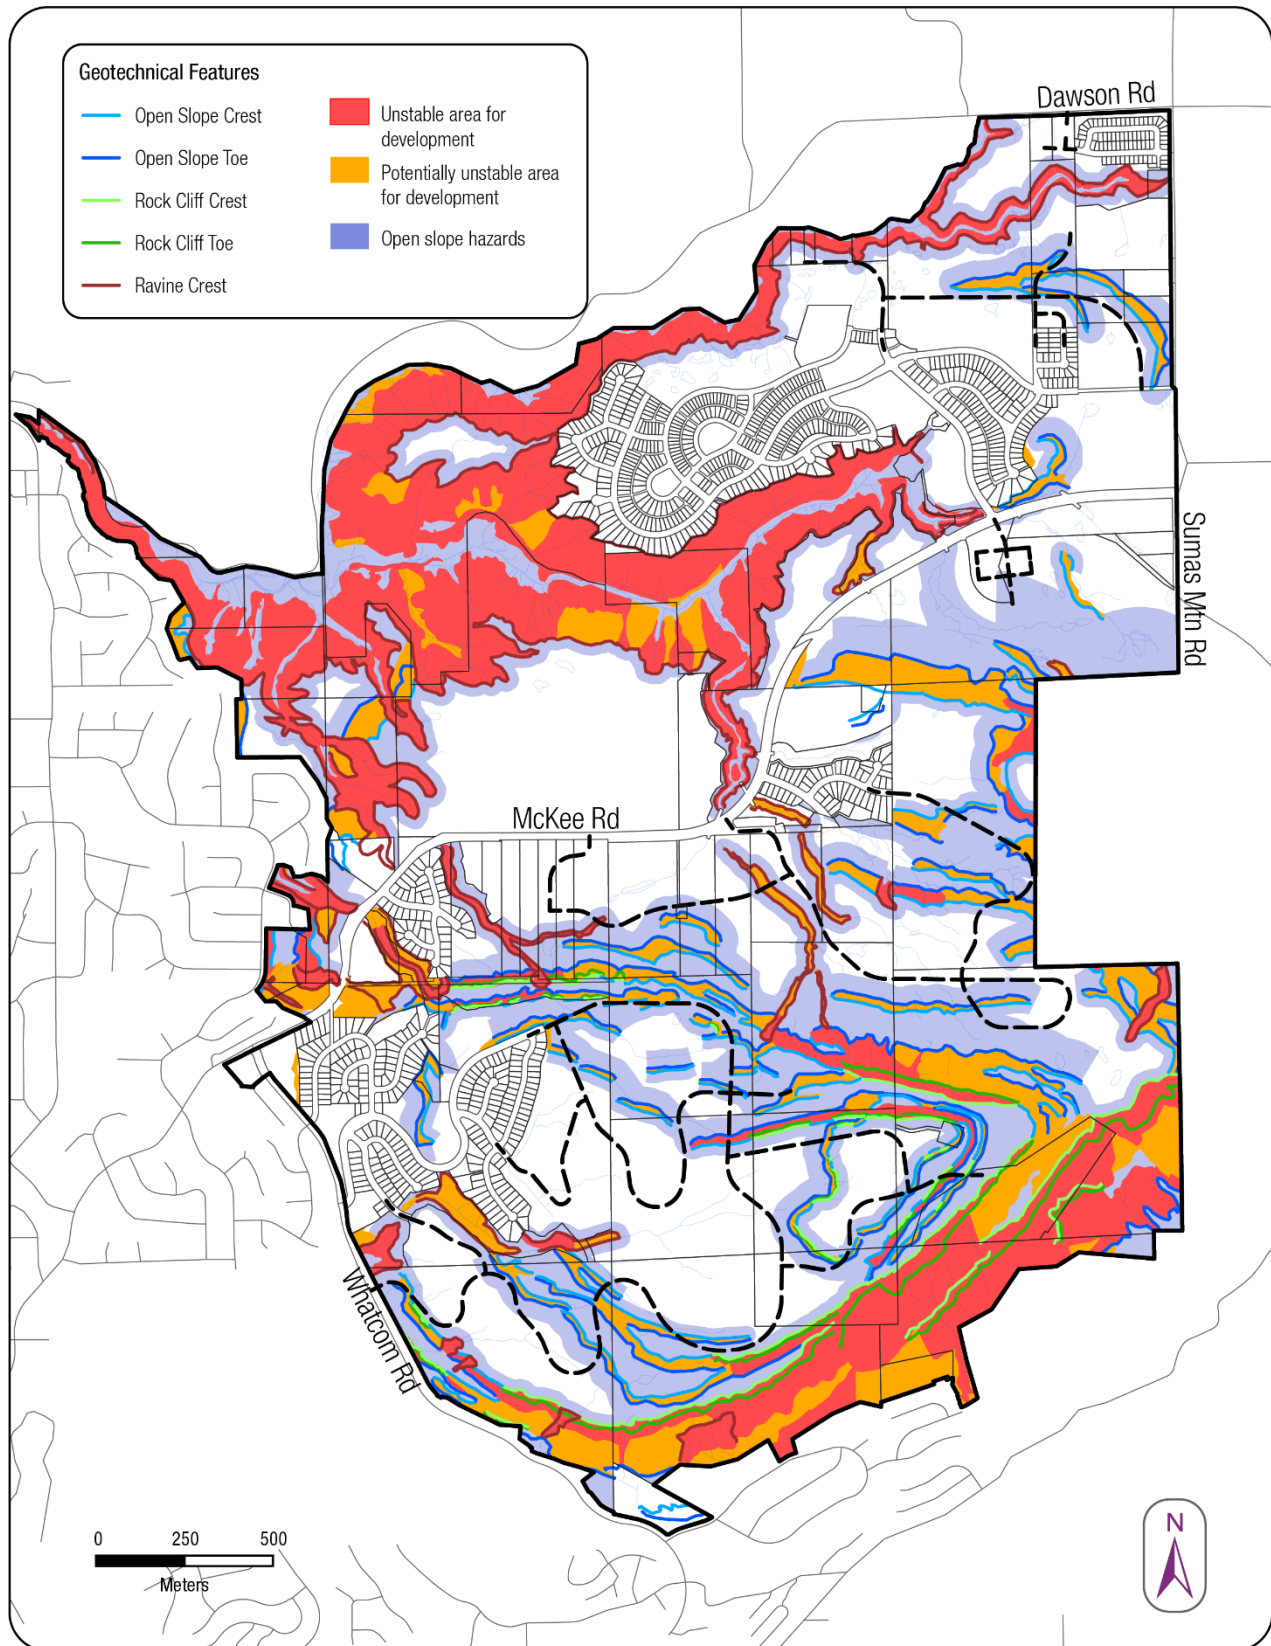 Geotechnical Features
Open Slope Crest
Open Slope Toe
Rock Cliff Crest
Rock Cliff Toe
Ravine Crest
Unstable area for
development
Potentially unstable area
for development
Open slope hazards
Dawson Rd
Sumas Mtn Rd
McKee Rd
Whatcom Rd
0 250 500
Meters
N